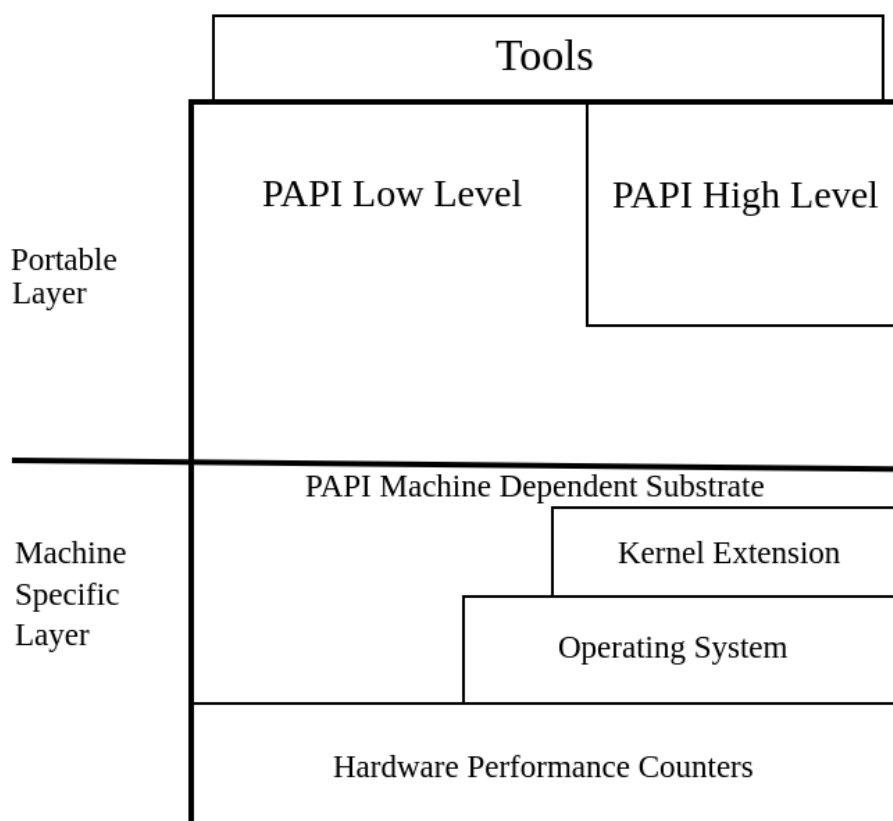 Tools
PAPI Low Level
PAPI High Level
Portable
Layer
PAPI Machine Dependent Substrate
Kernel Extension
Machine
Specific
Layer
Operating System
Hardware Performance Counters